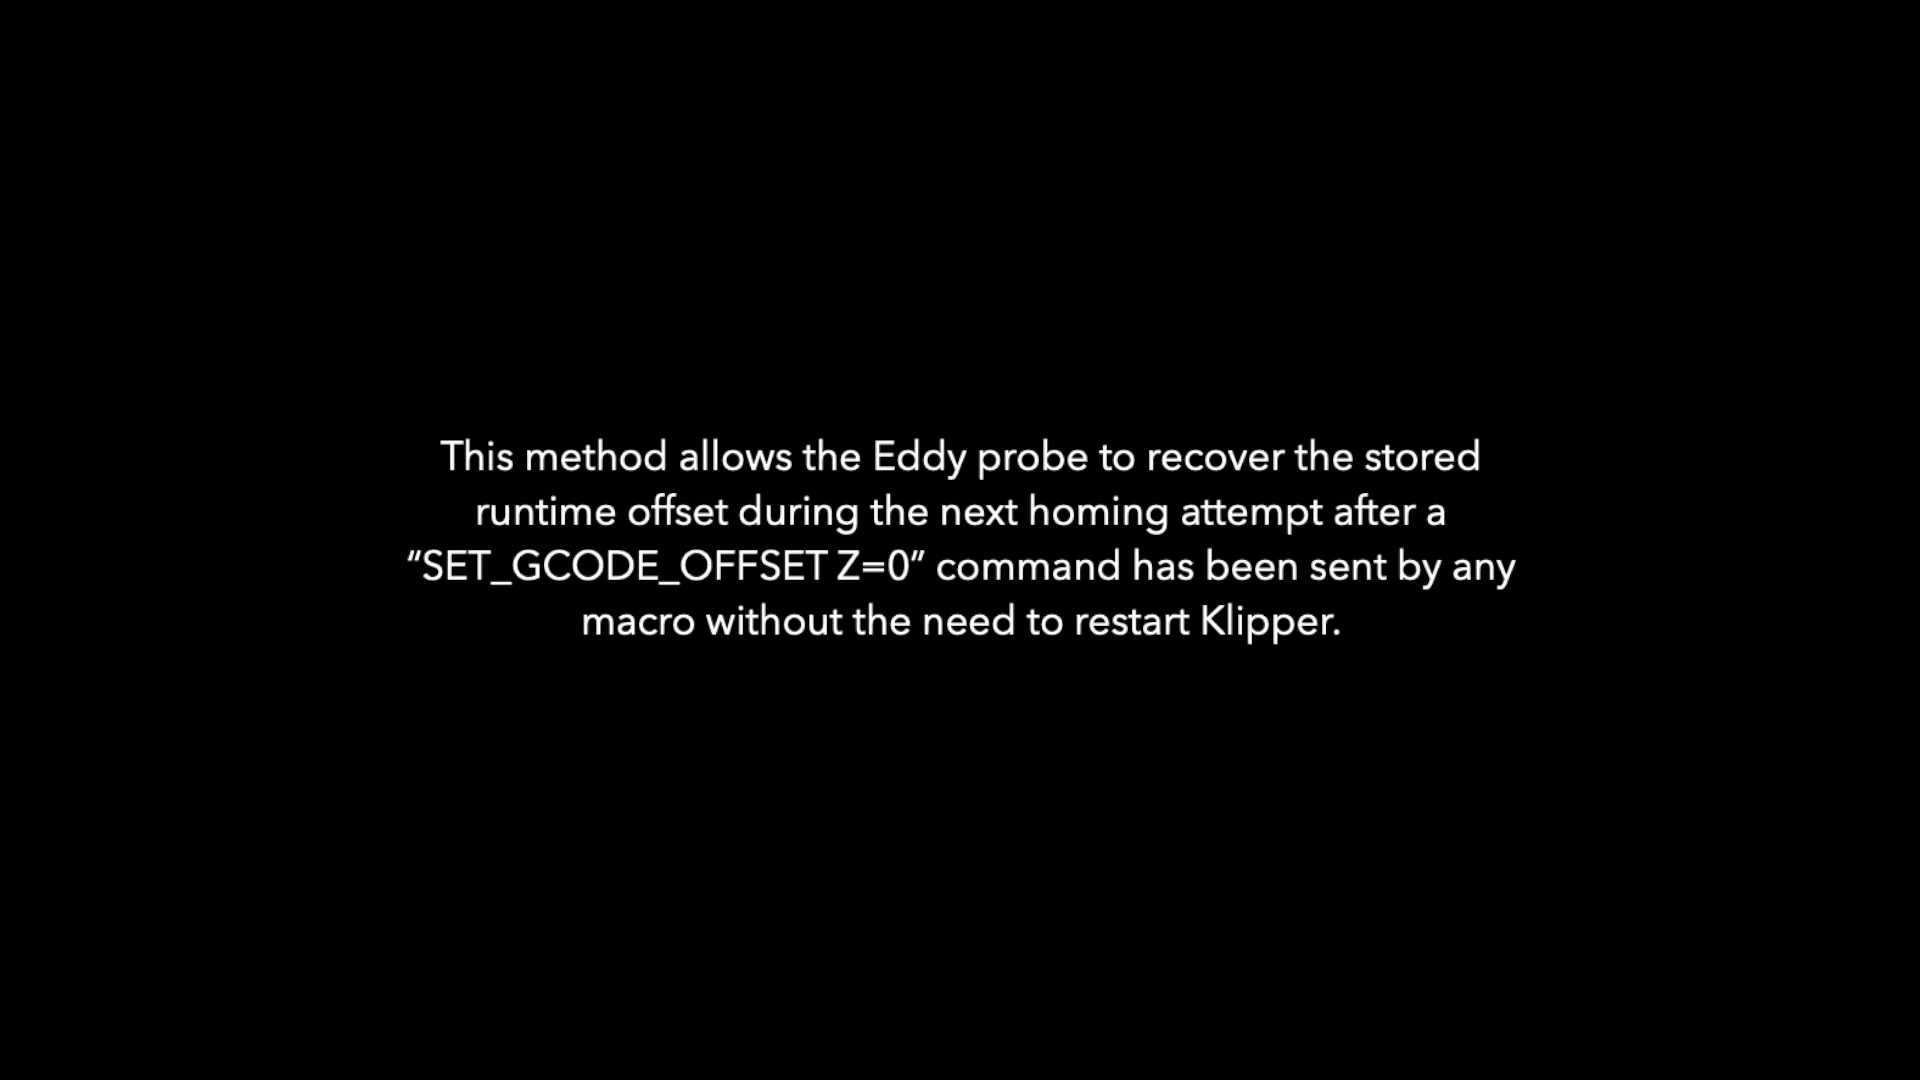 This method allows the Eddy probe to recover the stored
runtime offset during the next homing attempt after a
“SET_GCODE_OFFSET Z=0” command has been sent by any
macro without the need to restart Klipper.